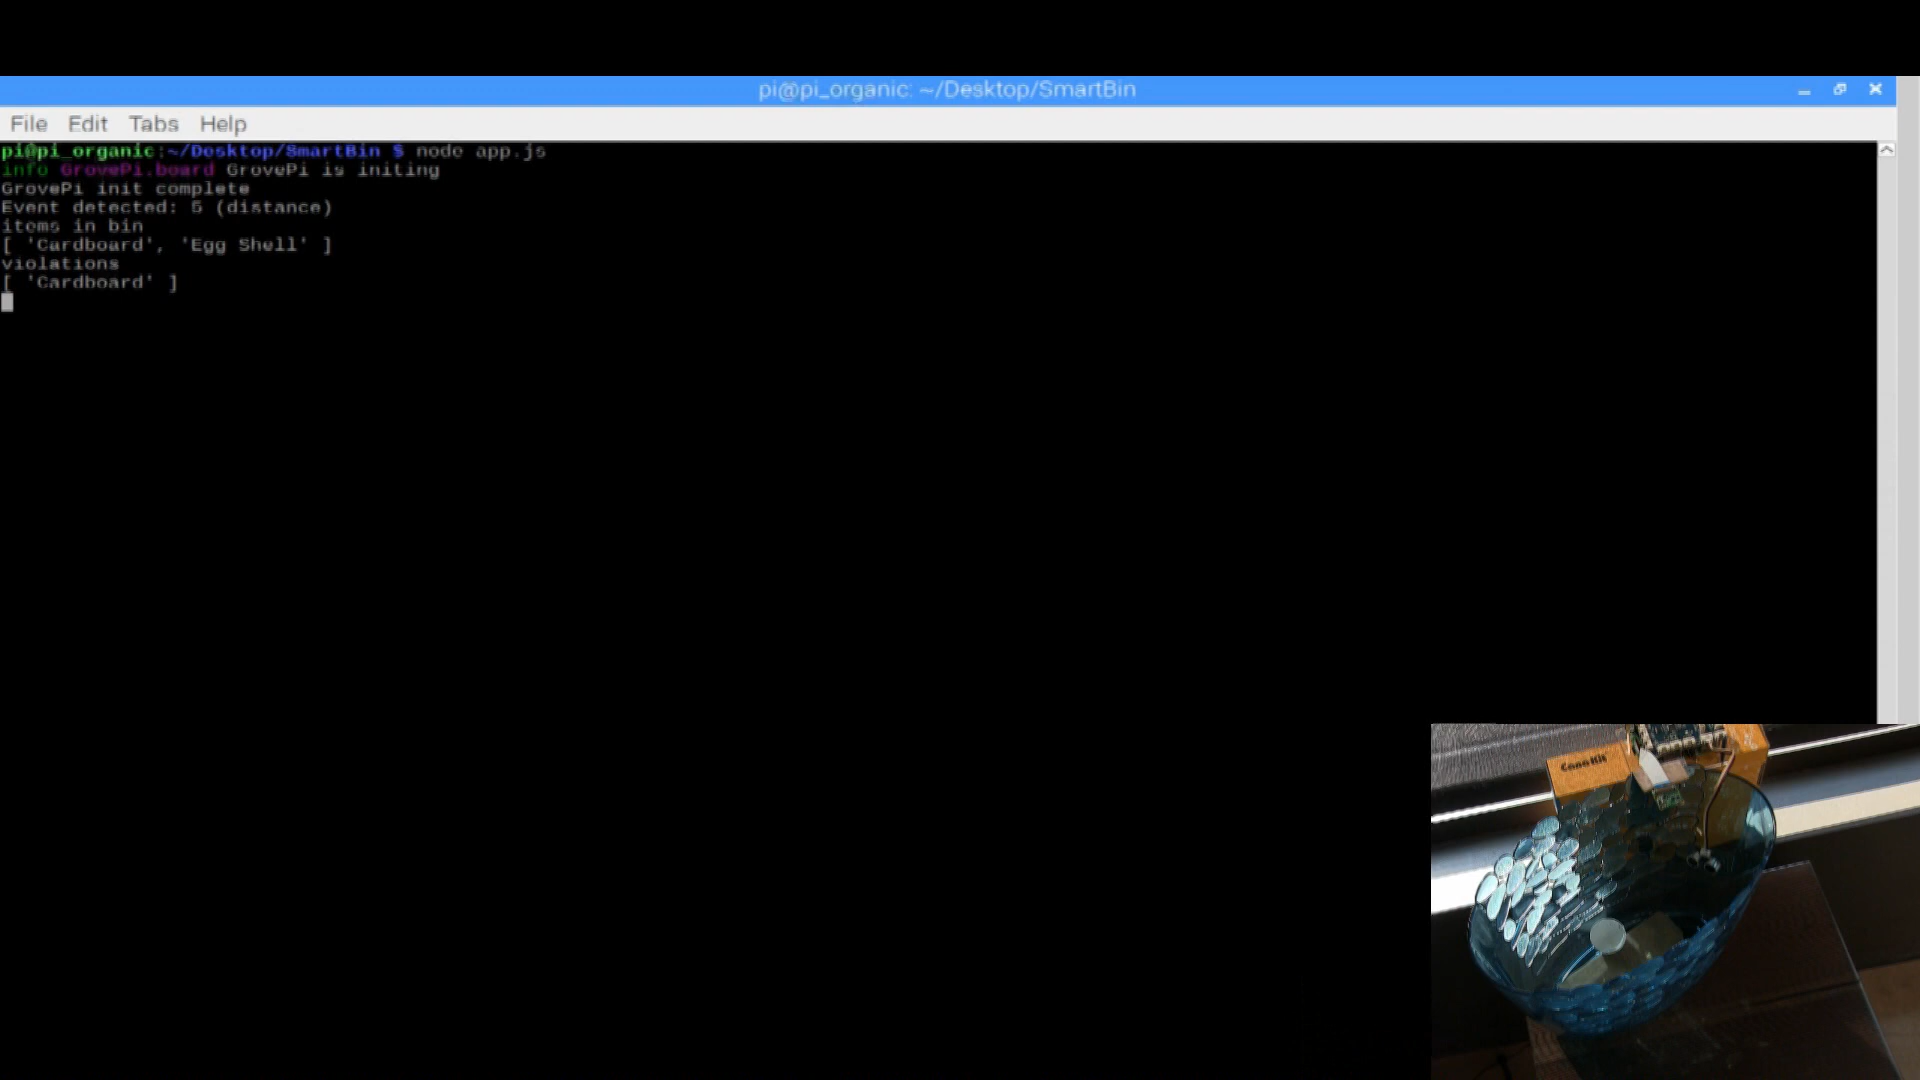 pi@pi_organic: ~/Desktop/SmartBin
File Edit Tabs Help
pi@pi_organic:~/Desktop/SmartBin $ node app.js
info GrovePi.board GrovePi is initing
GrovePi init complete
Event detected: 5 (distance)
items in bin
[ 'Cardboard', 'Egg Shell' ]
violations
[ 'Cardboard' ]
CanaKit